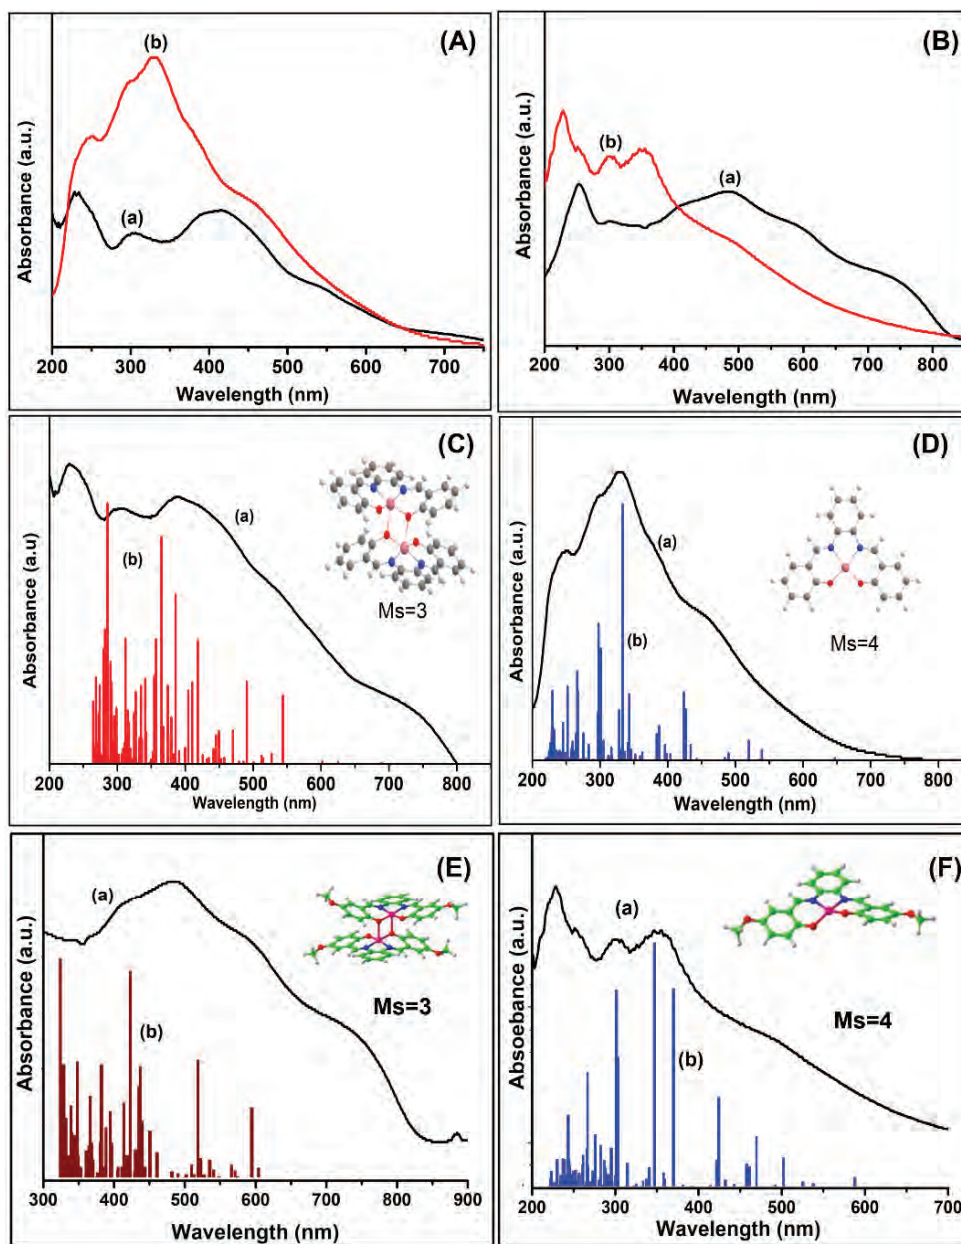 (A)
(b)
(a)
Absorbance (a.u.)
200 300 400 500 600 700
Wavelength (nm)
(B)
(b)
(a)
Absorbance (a.u.)
200 300 400 500 600 700 800
Wavelength (nm)
(C)
(a)
(b)
Ms=3
Absorbance (a.u)
200 300 400 500 600 700 800
Wavelength (nm)
(D)
(a)
(b)
Ms=4
Absorbance (a.u.)
200 300 400 500 600 700 800
Wavelength (nm)
(E)
(a)
(b)
Ms=3
Absorbance (a.u.)
300 400 500 600 700 800 900
Wavelength (nm)
(F)
(a)
(b)
Ms=4
Absoebance (a.u.)
200 300 400 500 600 700
Wavelength (nm)